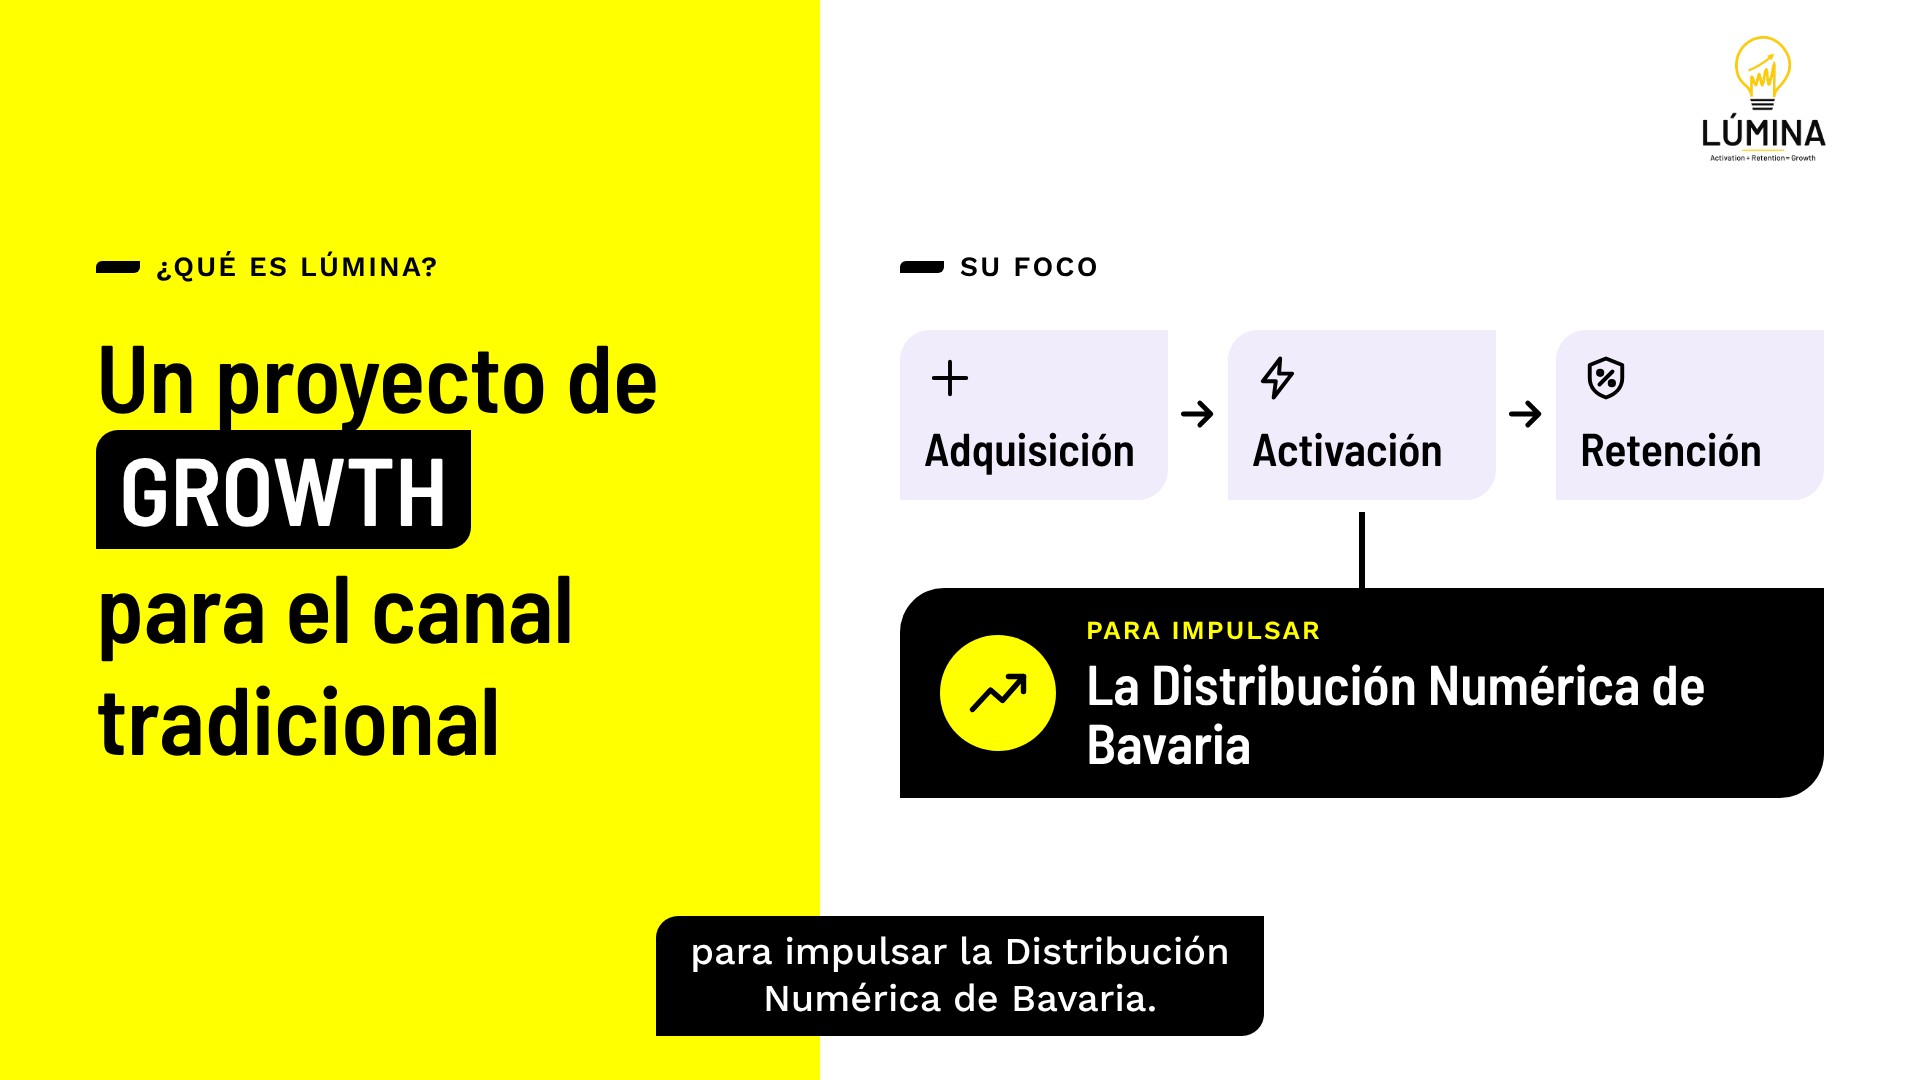 LÚMINA
Activation + Retention = Growth
¿QUÉ ES LÚMINA?
Un proyecto de
GROWTH
para el canal
tradicional
SU FOCO
Adquisición
Activación
Retención
PARA IMPULSAR
La Distribución Numérica de
Bavaria
para impulsar la Distribución
Numérica de Bavaria.